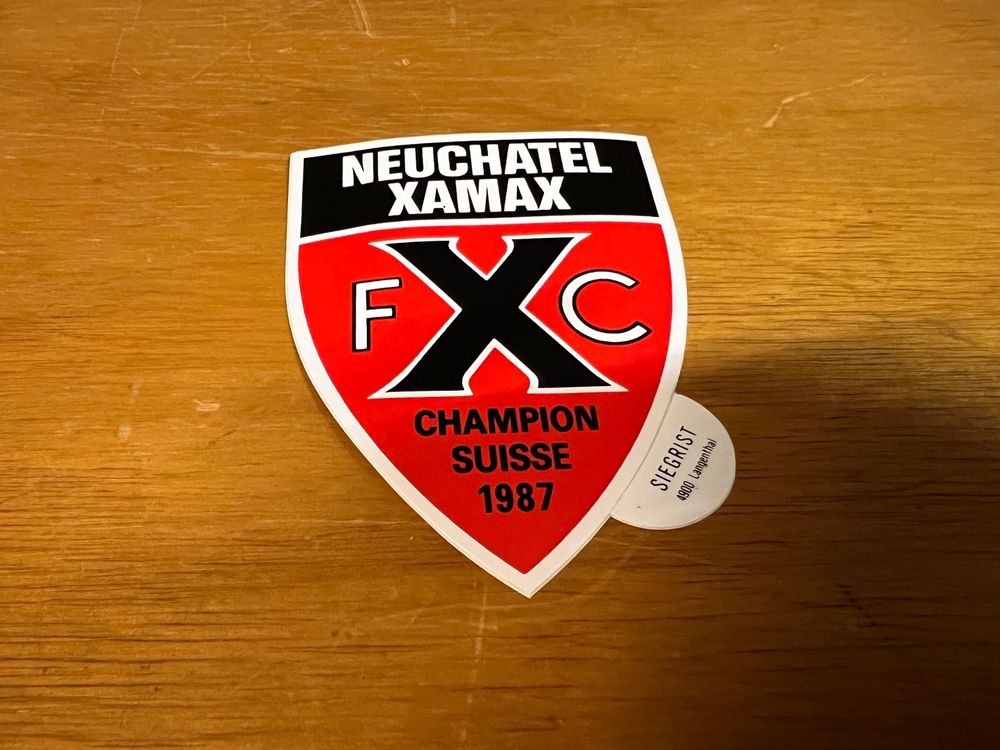 NEUCHATEL
XAMAX
F X C
CHAMPION
SUISSE
1987
SIEGRIST
4900 Langenthal